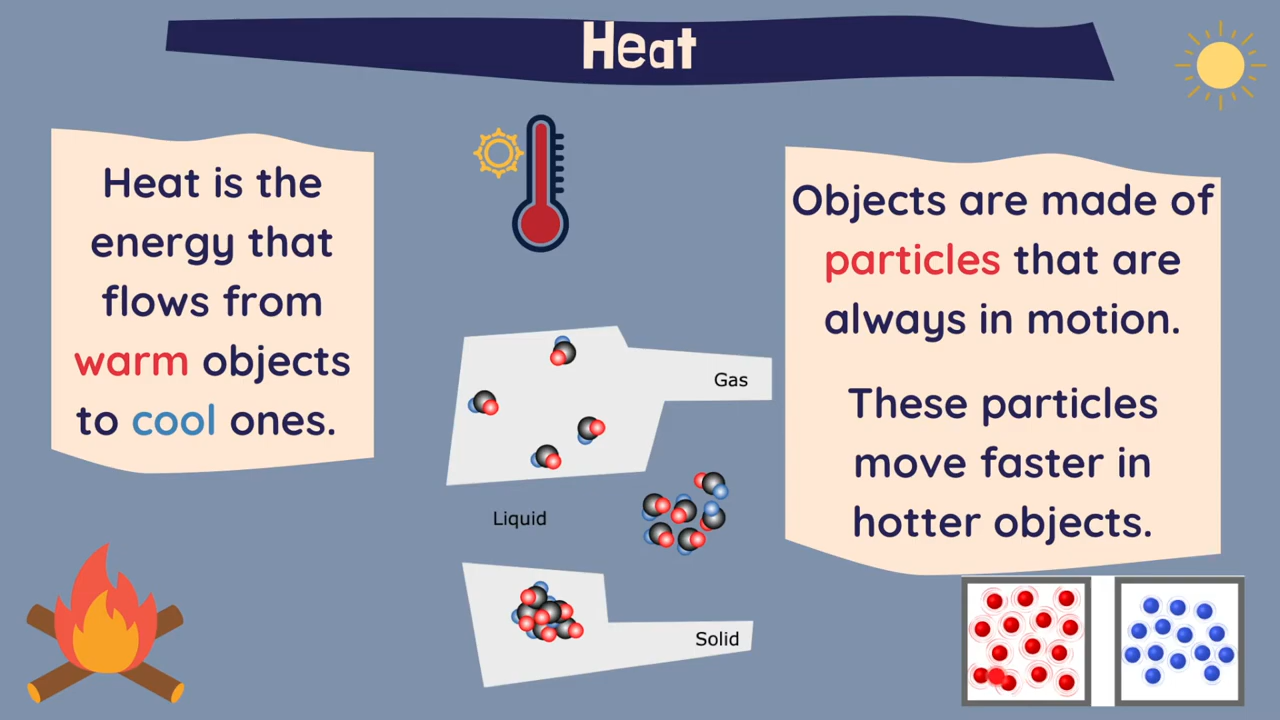 Heat
Heat is the
energy that
flows from
warm objects
to cool ones.
Objects are made of
particles that are
always in motion.
These particles
move faster in
hotter objects.
Gas
Liquid
Solid